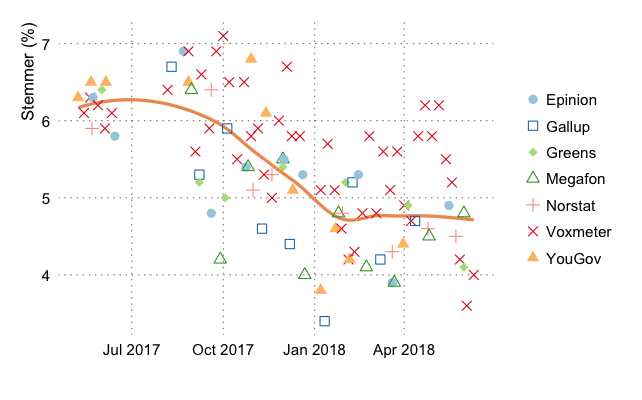 Stemmer (%)
7
6
5
4
Jul 2017
Oct 2017
Jan 2018
Apr 2018
Epinion
Gallup
Greens
Megafon
Norstat
Voxmeter
YouGov